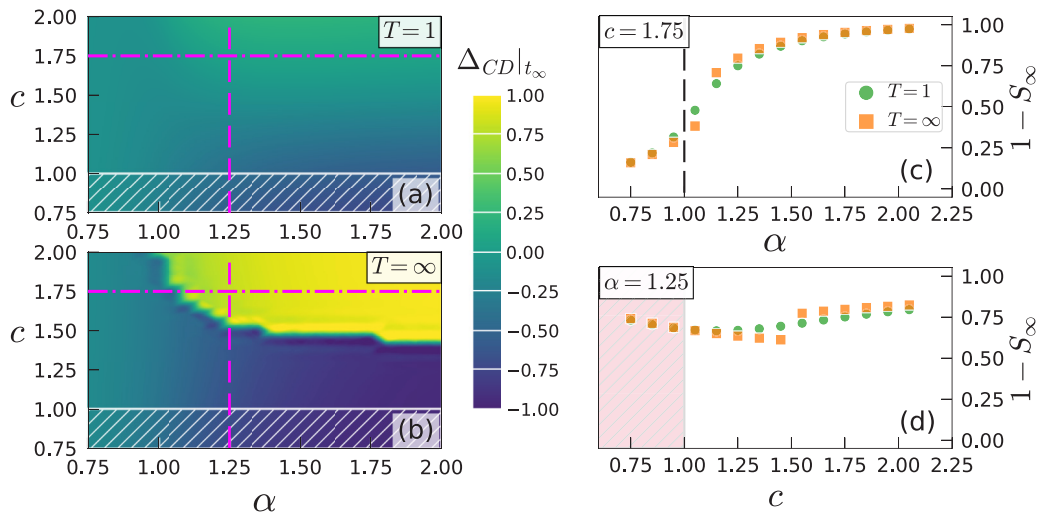 2.00
1.75
1.50
1.25
1.00
0.75
c
T = 1
(a)
0.75 1.00 1.25 1.50 1.75 2.00
2.00
1.75
1.50
1.25
1.00
0.75
c
T = ∞
(b)
0.75 1.00 1.25 1.50 1.75 2.00
α
Δ_CD|t_∞
1.00
0.75
0.50
0.25
0.00
−0.25
−0.50
−0.75
−1.00
c = 1.75
T = 1
T = ∞
(c)
1.00
0.75
0.50
0.25
0.00
1 − S_∞
0.75 1.00 1.25 1.50 1.75 2.00 2.25
α
α = 1.25
(d)
1.00
0.75
0.50
0.25
0.00
1 − S_∞
0.75 1.00 1.25 1.50 1.75 2.00 2.25
c